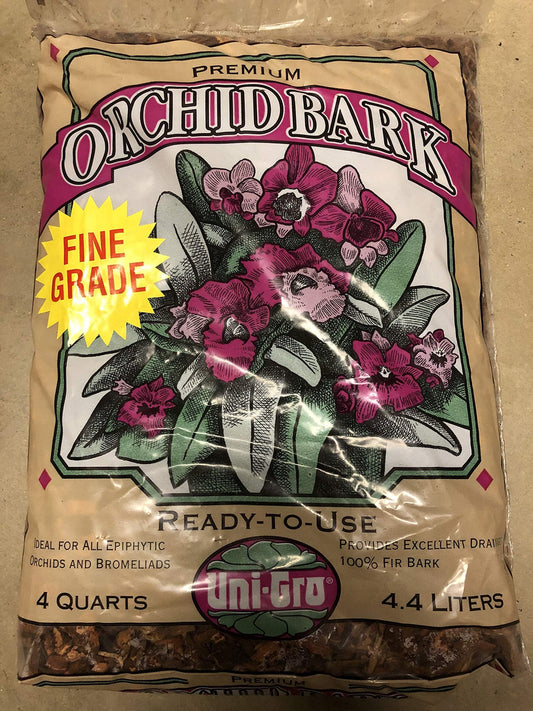 PREMIUM
ORCHID BARK
FINE
GRADE
READY-TO-USE
IDEAL FOR ALL EPIPHYTIC
ORCHIDS AND BROMELIADS
PROVIDES EXCELLENT
100% FIR BARK
Uni-Gro®
4 QUARTS
4.4 LITERS
PREMIUM